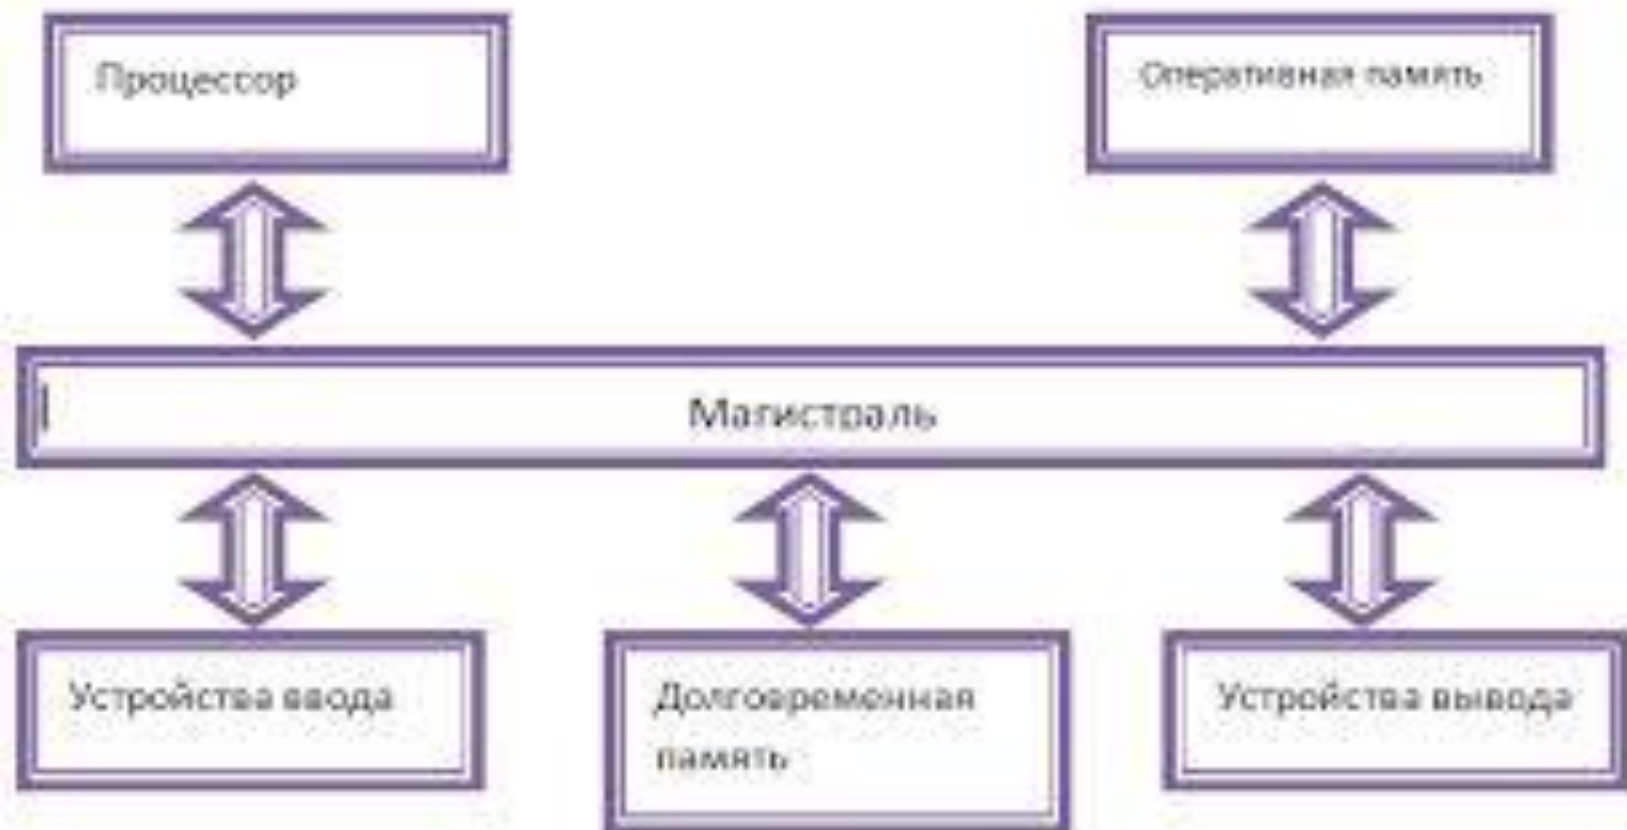 Процессор
Оперативная память
Магистраль
Устройства ввода
Долговременная
память
Устройства вывода